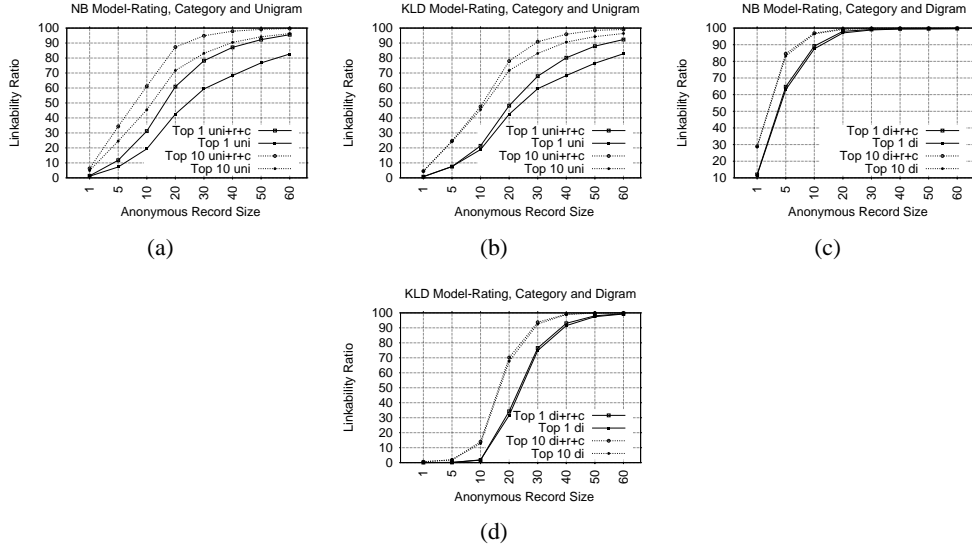 NB Model-Rating, Category and Unigram
Linkability Ratio
100
90
80
70
60
50
40
30
20
10
0
Top 1 uni+r+c
Top 1 uni
Top 10 uni+r+c
Top 10 uni
1
5
10
20
30
40
50
60
Anonymous Record Size
(a)
KLD Model-Rating, Category and Unigram
Linkability Ratio
100
90
80
70
60
50
40
30
20
10
0
Top 1 uni+r+c
Top 1 uni
Top 10 uni+r+c
Top 10 uni
1
5
10
20
30
40
50
60
Anonymous Record Size
(b)
NB Model-Rating, Category and Digram
Linkability Ratio
100
90
80
70
60
50
40
30
20
10
Top 1 di+r+c
Top 1 di
Top 10 di+r+c
Top 10 di
1
5
10
20
30
40
50
60
Anonymous Record Size
(c)
KLD Model-Rating, Category and Digram
Linkability Ratio
100
90
80
70
60
50
40
30
20
10
0
Top 1 di+r+c
Top 1 di
Top 10 di+r+c
Top 10 di
1
5
10
20
30
40
50
60
Anonymous Record Size
(d)